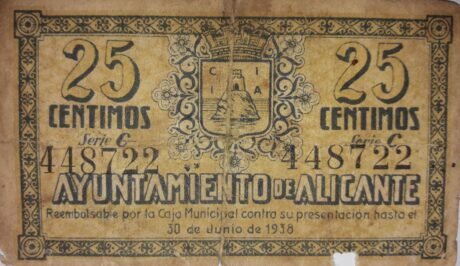 25 25
CENTIMOS CENTIMOS
C I
I A
Serie C Serie C
448722 448722
AYUNTAMIENTO DE ALICANTE
Reembolsable por la Caja Municipal contra su presentación hasta el
30 de Junio de 1938